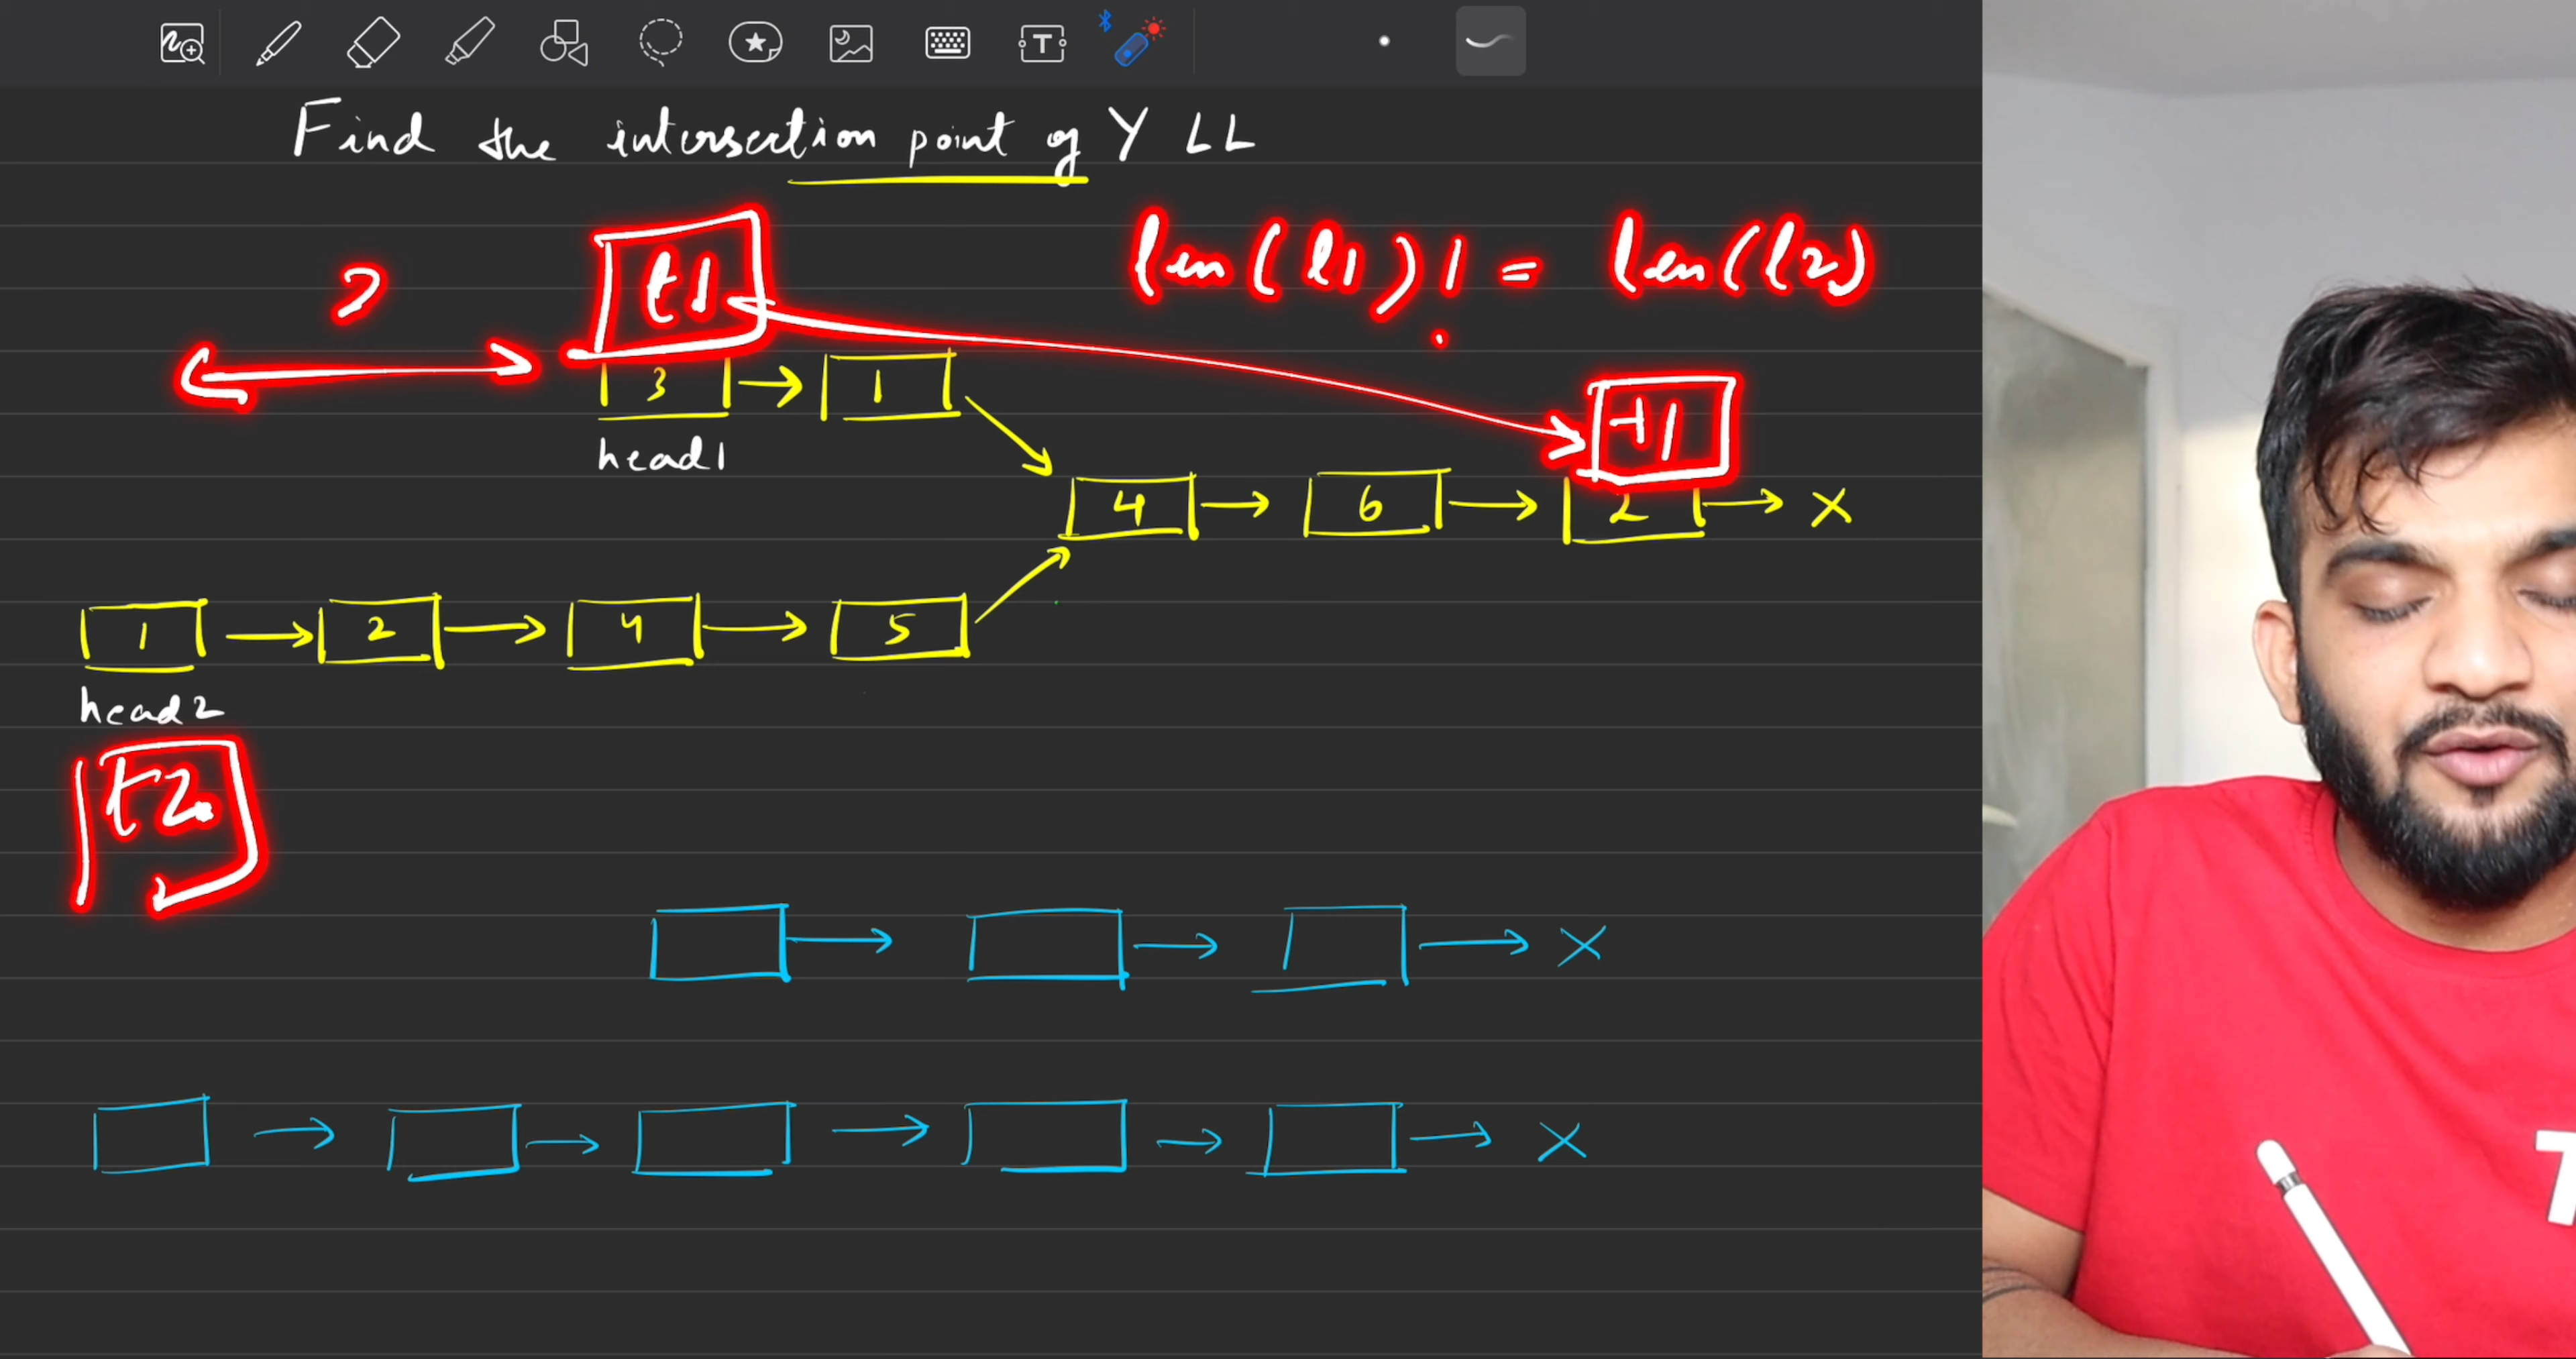 Find the intersection point of Y LL
?
t1
len(l1) != len(l2)
3 → 1
t1
head1
4 → 6 → 2 → X
1 → 2 → 4 → 5
head2
t2
→ → → X
→ → → → → X
T